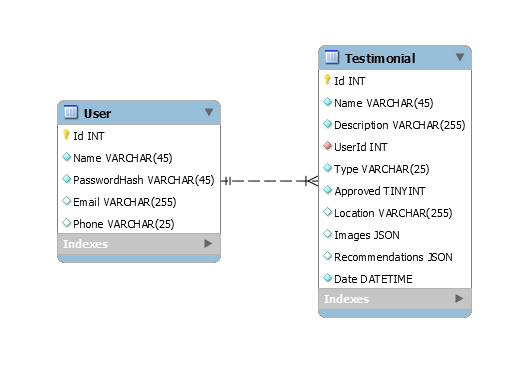 User
Id INT
Name VARCHAR(45)
PasswordHash VARCHAR(45)
Email VARCHAR(255)
Phone VARCHAR(25)
Indexes
Testimonial
Id INT
Name VARCHAR(45)
Description VARCHAR(255)
UserId INT
Type VARCHAR(25)
Approved TINYINT
Location VARCHAR(255)
Images JSON
Recommendations JSON
Date DATETIME
Indexes